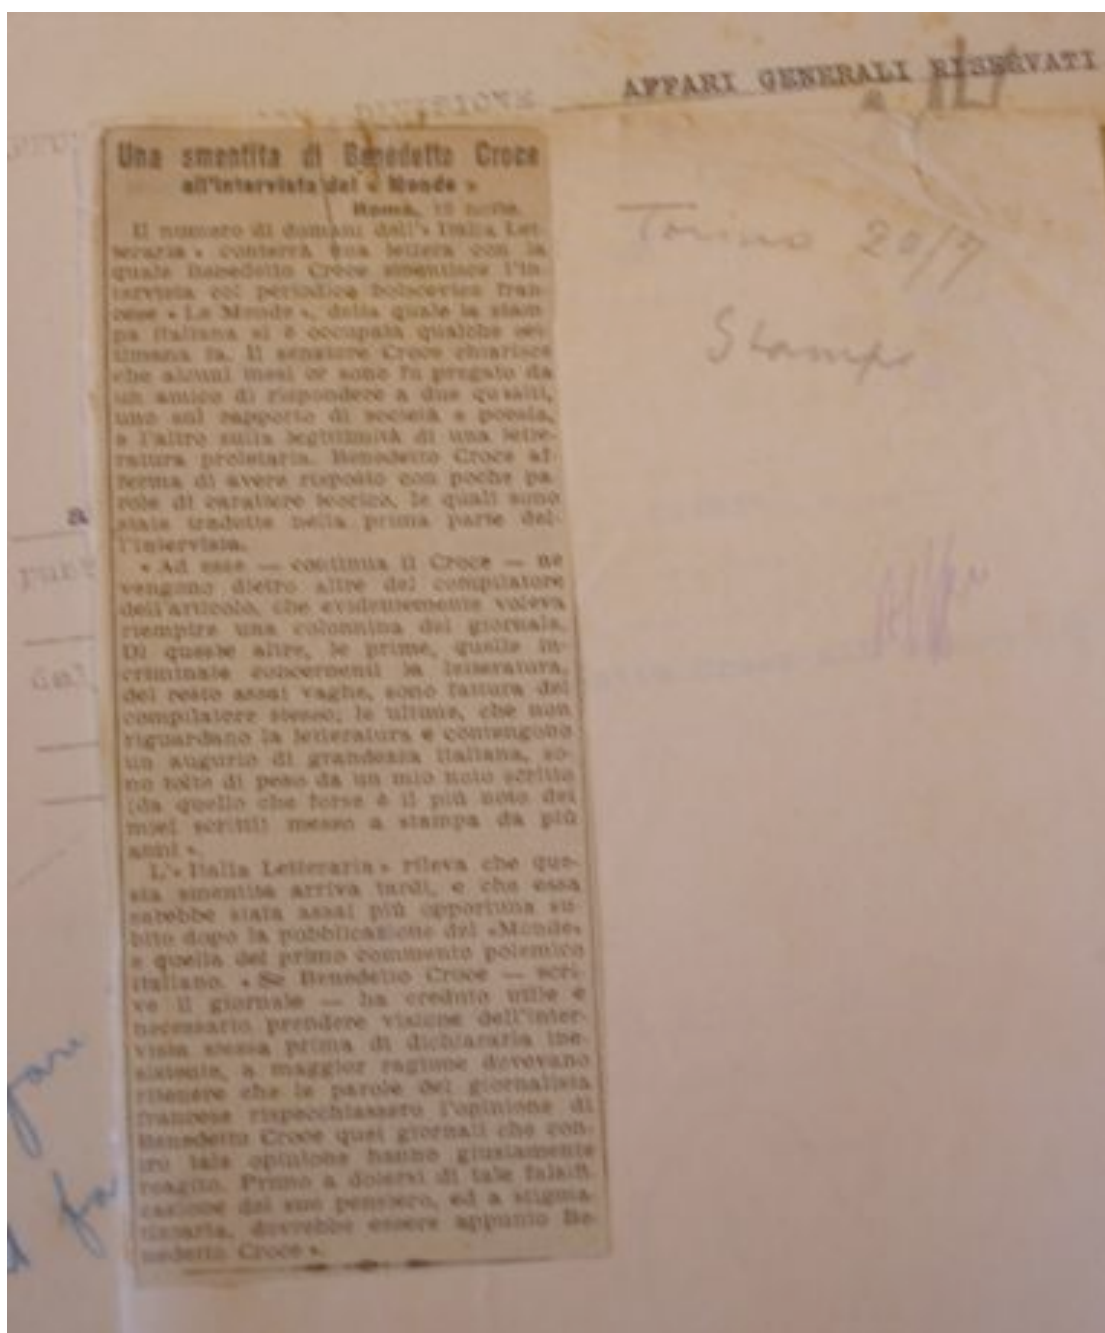 AFFARI GENERALI RISERVATI
Una smentita di Benedetto Croce
all'intervista del « Monde »
Roma, notte.
Il numero di domani dell'« Italia Let-
teraria » conterrà una lettera con la
quale Benedetto Croce smentisce l'in-
tervista col periodico bolscevico fran-
cese « Le Monde », della quale la stam-
pa italiana si è occupata qualche set-
timana fa. Il senatore Croce chiarisce
che alcuni mesi or sono fu pregato da
un amico di rispondere a due quesiti,
uno sul rapporto di società e poesia,
e l'altro sulla legittimità di una lette-
ratura proletaria. Benedetto Croce af-
ferma di avere risposto con poche pa-
role di carattere teorico, le quali sono
state tradotte nella prima parte del-
l'intervista.
« Ad esse — continua il Croce — ne
vengono dietro altre del compilatore
dell'articolo, che evidentemente voleva
riempire una colonnina del giornale.
Di queste altre, le prime, quelle in-
criminate concernenti la letteratura,
del resto assai vaghe, sono fattura del
compilatore stesso; le ultime, che non
riguardano la letteratura e contengono
un augurio di grandezza italiana, so-
no tolte di peso da un mio noto scritto
(da quello che forse è il più noto dei
miei scritti) messo a stampa da più
anni ».
L'« Italia Letteraria » rileva che que-
sta smentita arriva tardi, e che essa
sarebbe stata assai più opportuna su-
bito dopo la pubblicazione del «Monde»
e quella del primo commento polemico
italiano. « Se Benedetto Croce — scri-
ve il giornale — ha creduto utile e
necessario prendere visione dell'inter-
vista stessa prima di dichiararla ine-
sistente, a maggior ragione dovevano
ritenere che le parole del giornalista
francese rispecchiassero l'opinione di
Benedetto Croce quei giornali che con-
tro tale opinione hanno giustamente
reagito. Primo a dolersi di tale falsifi-
cazione del suo pensiero, ed a stigma-
tizzarla, dovrebbe essere appunto Be-
nedetto Croce ».
Torino 20/7
Stampa
a